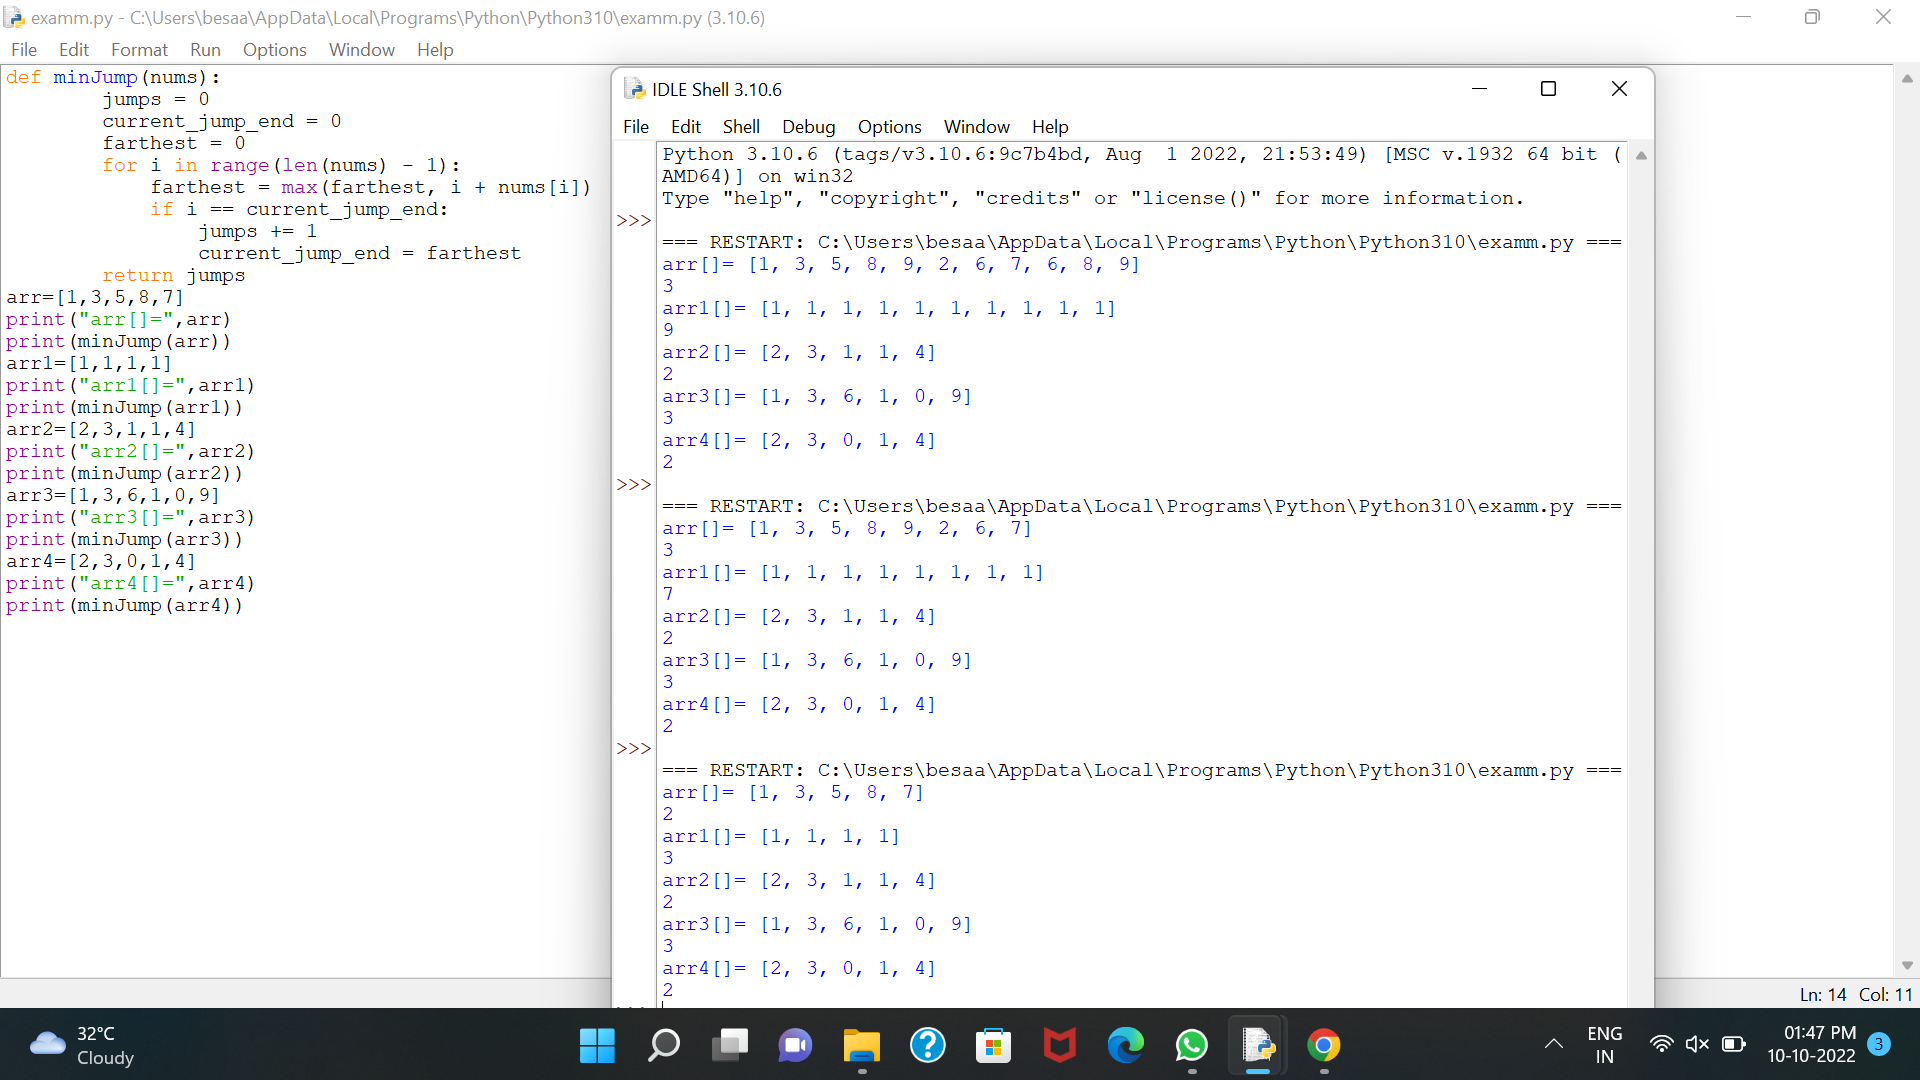 examm.py - C:\Users\besaa\AppData\Local\Programs\Python\Python310\examm.py (3.10.6)
File Edit Format Run Options Window Help
def minJump(nums):
        jumps = 0
        current_jump_end = 0
        farthest = 0
        for i in range(len(nums) - 1):
            farthest = max(farthest, i + nums[i])
            if i == current_jump_end:
                jumps += 1
                current_jump_end = farthest
        return jumps
arr=[1,3,5,8,7]
print("arr[]=",arr)
print(minJump(arr))
arr1=[1,1,1,1]
print("arr1[]=",arr1)
print(minJump(arr1))
arr2=[2,3,1,1,4]
print("arr2[]=",arr2)
print(minJump(arr2))
arr3=[1,3,6,1,0,9]
print("arr3[]=",arr3)
print(minJump(arr3))
arr4=[2,3,0,1,4]
print("arr4[]=",arr4)
print(minJump(arr4))
IDLE Shell 3.10.6
File Edit Shell Debug Options Window Help
Python 3.10.6 (tags/v3.10.6:9c7b4bd, Aug  1 2022, 21:53:49) [MSC v.1932 64 bit (
AMD64)] on win32
Type "help", "copyright", "credits" or "license()" for more information.
>>>
=== RESTART: C:\Users\besaa\AppData\Local\Programs\Python\Python310\examm.py ===
arr[]= [1, 3, 5, 8, 9, 2, 6, 7, 6, 8, 9]
3
arr1[]= [1, 1, 1, 1, 1, 1, 1, 1, 1, 1]
9
arr2[]= [2, 3, 1, 1, 4]
2
arr3[]= [1, 3, 6, 1, 0, 9]
3
arr4[]= [2, 3, 0, 1, 4]
2
>>>
=== RESTART: C:\Users\besaa\AppData\Local\Programs\Python\Python310\examm.py ===
arr[]= [1, 3, 5, 8, 9, 2, 6, 7]
3
arr1[]= [1, 1, 1, 1, 1, 1, 1, 1]
7
arr2[]= [2, 3, 1, 1, 4]
2
arr3[]= [1, 3, 6, 1, 0, 9]
3
arr4[]= [2, 3, 0, 1, 4]
2
>>>
=== RESTART: C:\Users\besaa\AppData\Local\Programs\Python\Python310\examm.py ===
arr[]= [1, 3, 5, 8, 7]
2
arr1[]= [1, 1, 1, 1]
3
arr2[]= [2, 3, 1, 1, 4]
2
arr3[]= [1, 3, 6, 1, 0, 9]
3
arr4[]= [2, 3, 0, 1, 4]
2
Ln: 14 Col: 11
32°C
Cloudy
ENG
IN
01:47 PM
10-10-2022
3